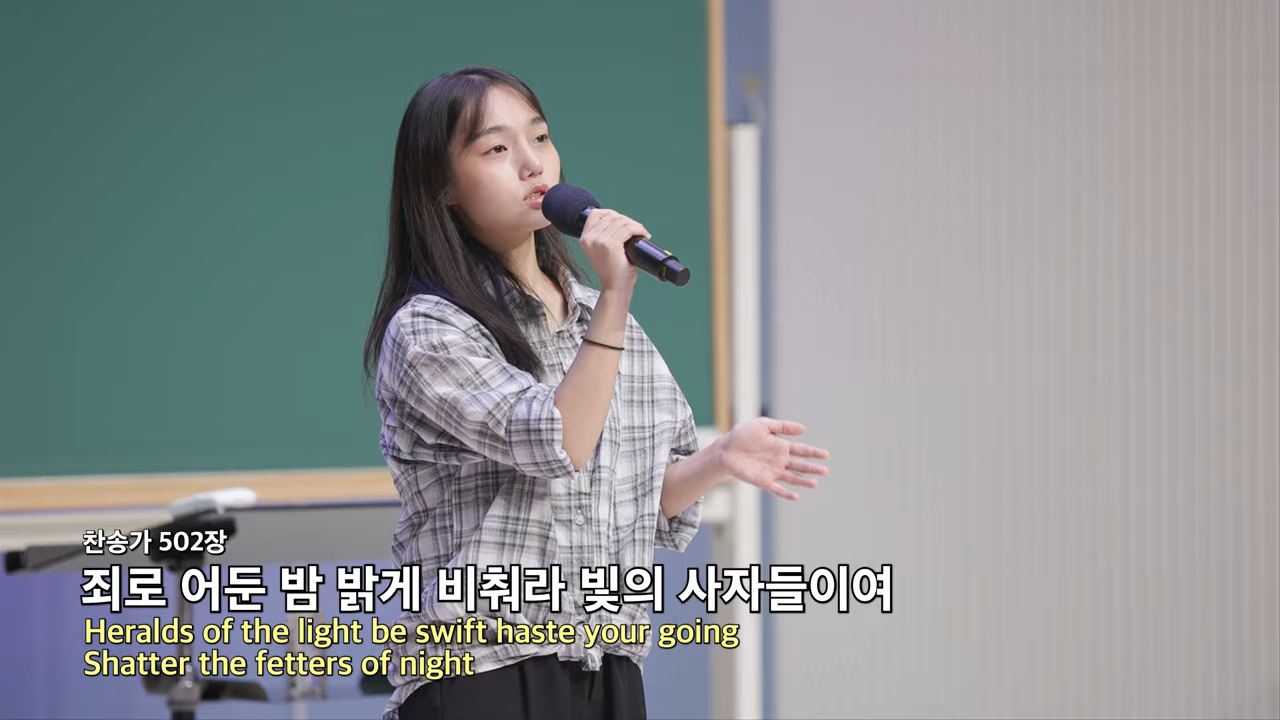 찬송가 502장
죄로 어둔 밤 밝게 비춰라 빛의 사자들이여
Heralds of the light be swift haste your going
Shatter the fetters of night